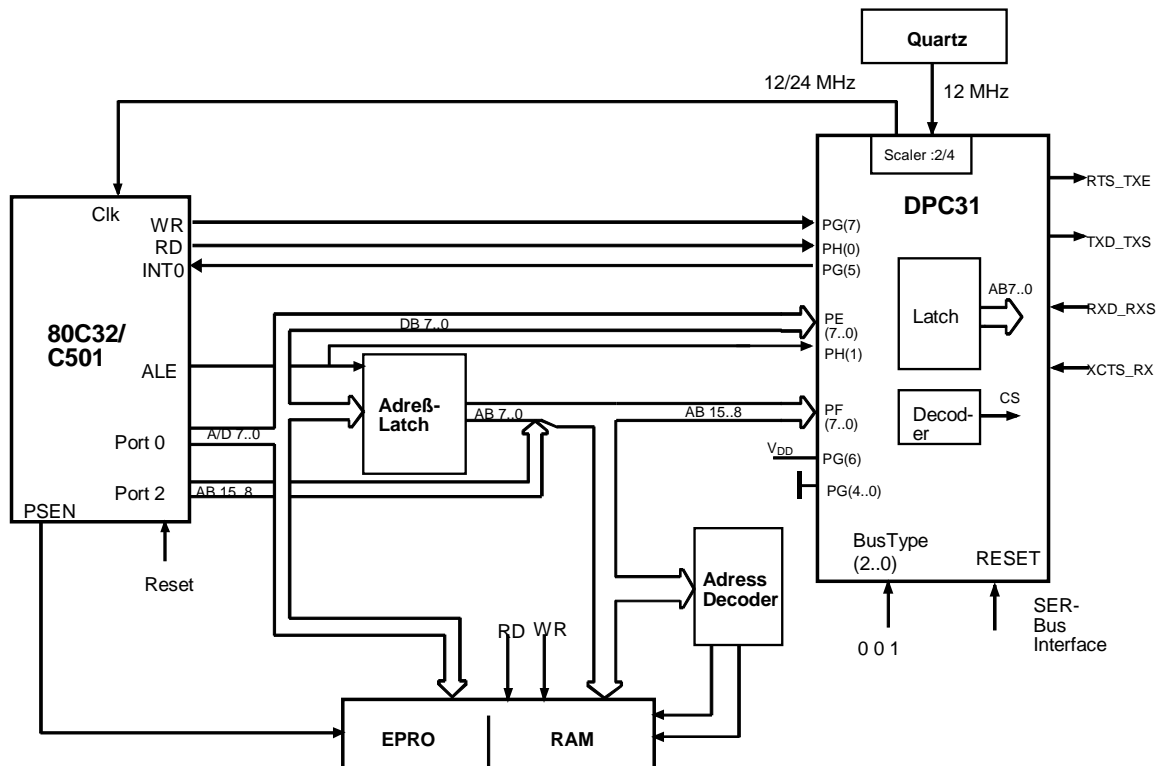 Quartz
12/24 MHz
12 MHz
Scaler :2/4
DPC31
RTS_TXE
TXD_TXS
RXD_RXS
XCTS_RX
Clk
WR
RD
INT0
PG(7)
PH(0)
PG(5)
80C32/
C501
ALE
Port 0
Port 2
PSEN
Reset
DB 7..0
PE
(7..0)
PH(1)
Latch
AB7..0
Adreß-
Latch
AB 7..0
AB 15..8
PF
(7..0)
Decod-
er
CS
A/D 7..0
AB 15..8
VDD
PG(6)
PG(4..0)
BusType
(2..0)
RESET
0 0 1
SER-
Bus
Interface
Adress
Decoder
RD
WR
EPRO
RAM